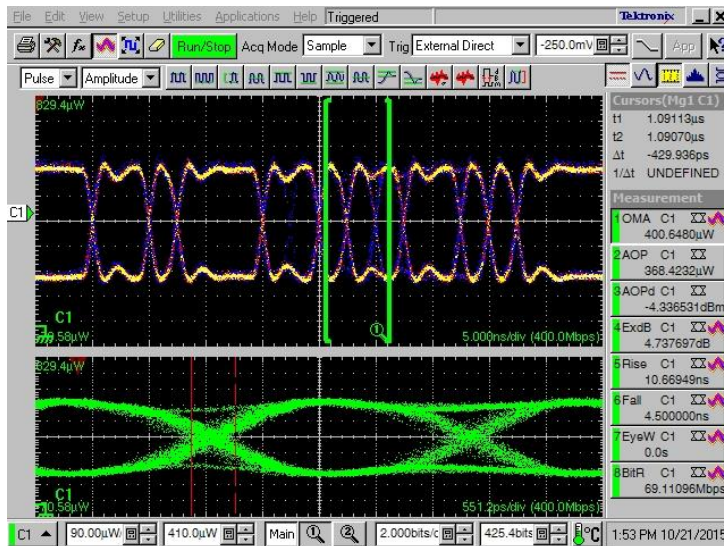 File Edit View Setup Utilities Applications Help Triggered Tektronix
Run/Stop Acq Mode Sample Trig External Direct -250.0mV App
Pulse Amplitude
829.4µW
Cursors(Mg1 C1)
t1 1.09113µs
t2 1.09070µs
Δt -429.936ps
1/Δt UNDEFINED
Measurement
1 OMA C1
400.6480µW
2 AOP C1
368.4232µW
3 AOPd C1
-4.336531dBm
4 ExdB C1
4.737697dB
5 Rise C1
10.66949ns
6 Fall C1
4.500000ns
7 EyeW C1
0.0s
8 BitR C1
69.11096Mbps
C1
C1
1
5.000ns/div (400.0Mbps)
829.4µW
C1
551.2ps/div (400.0Mbps)
C1 90.00µW/ 410.0µW Main 1 2 2.000bits/c 425.4bits °C 1:53 PM 10/21/2019